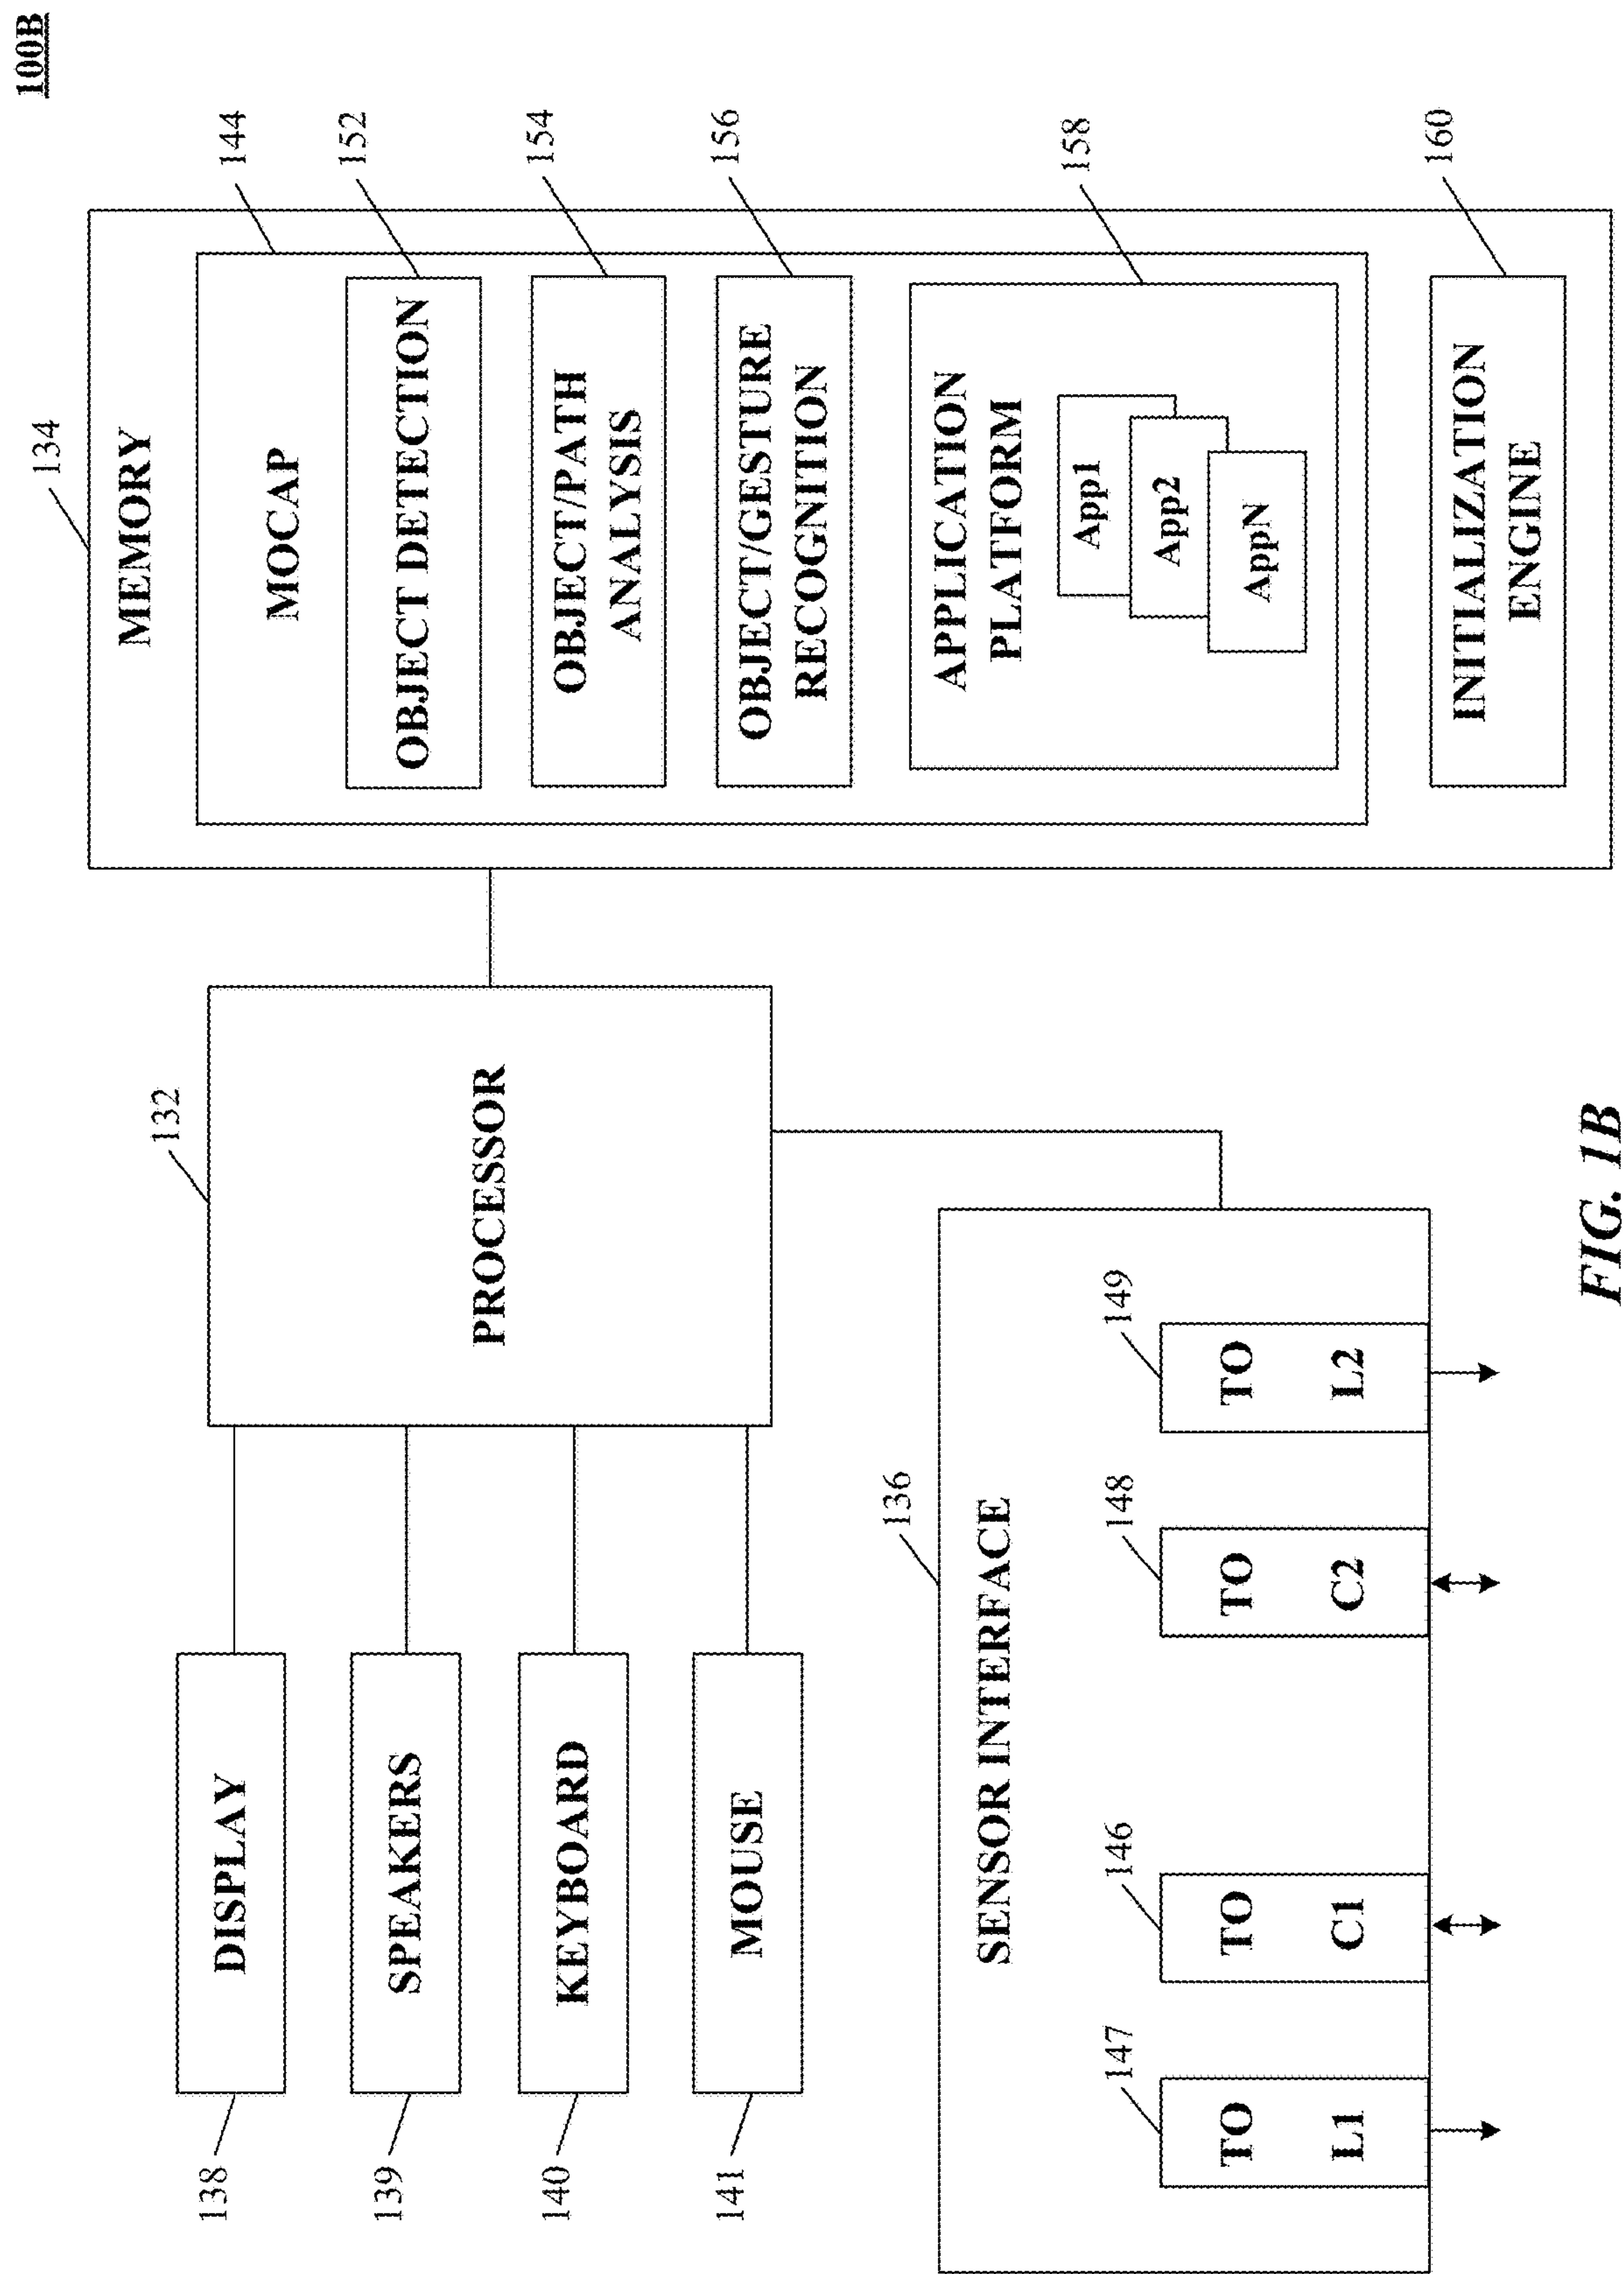 100B
134
MEMORY
144
MOCAP
152
OBJECT DETECTION
154
OBJECT/PATH
ANALYSIS
156
OBJECT/GESTURE
RECOGNITION
158
APPLICATION
PLATFORM
App1
App2
AppN
160
INITIALIZATION
ENGINE
132
PROCESSOR
138
DISPLAY
139
SPEAKERS
140
KEYBOARD
141
MOUSE
136
SENSOR INTERFACE
147
TO
L1
146
TO
C1
148
TO
C2
149
TO
L2
FIG. 1B